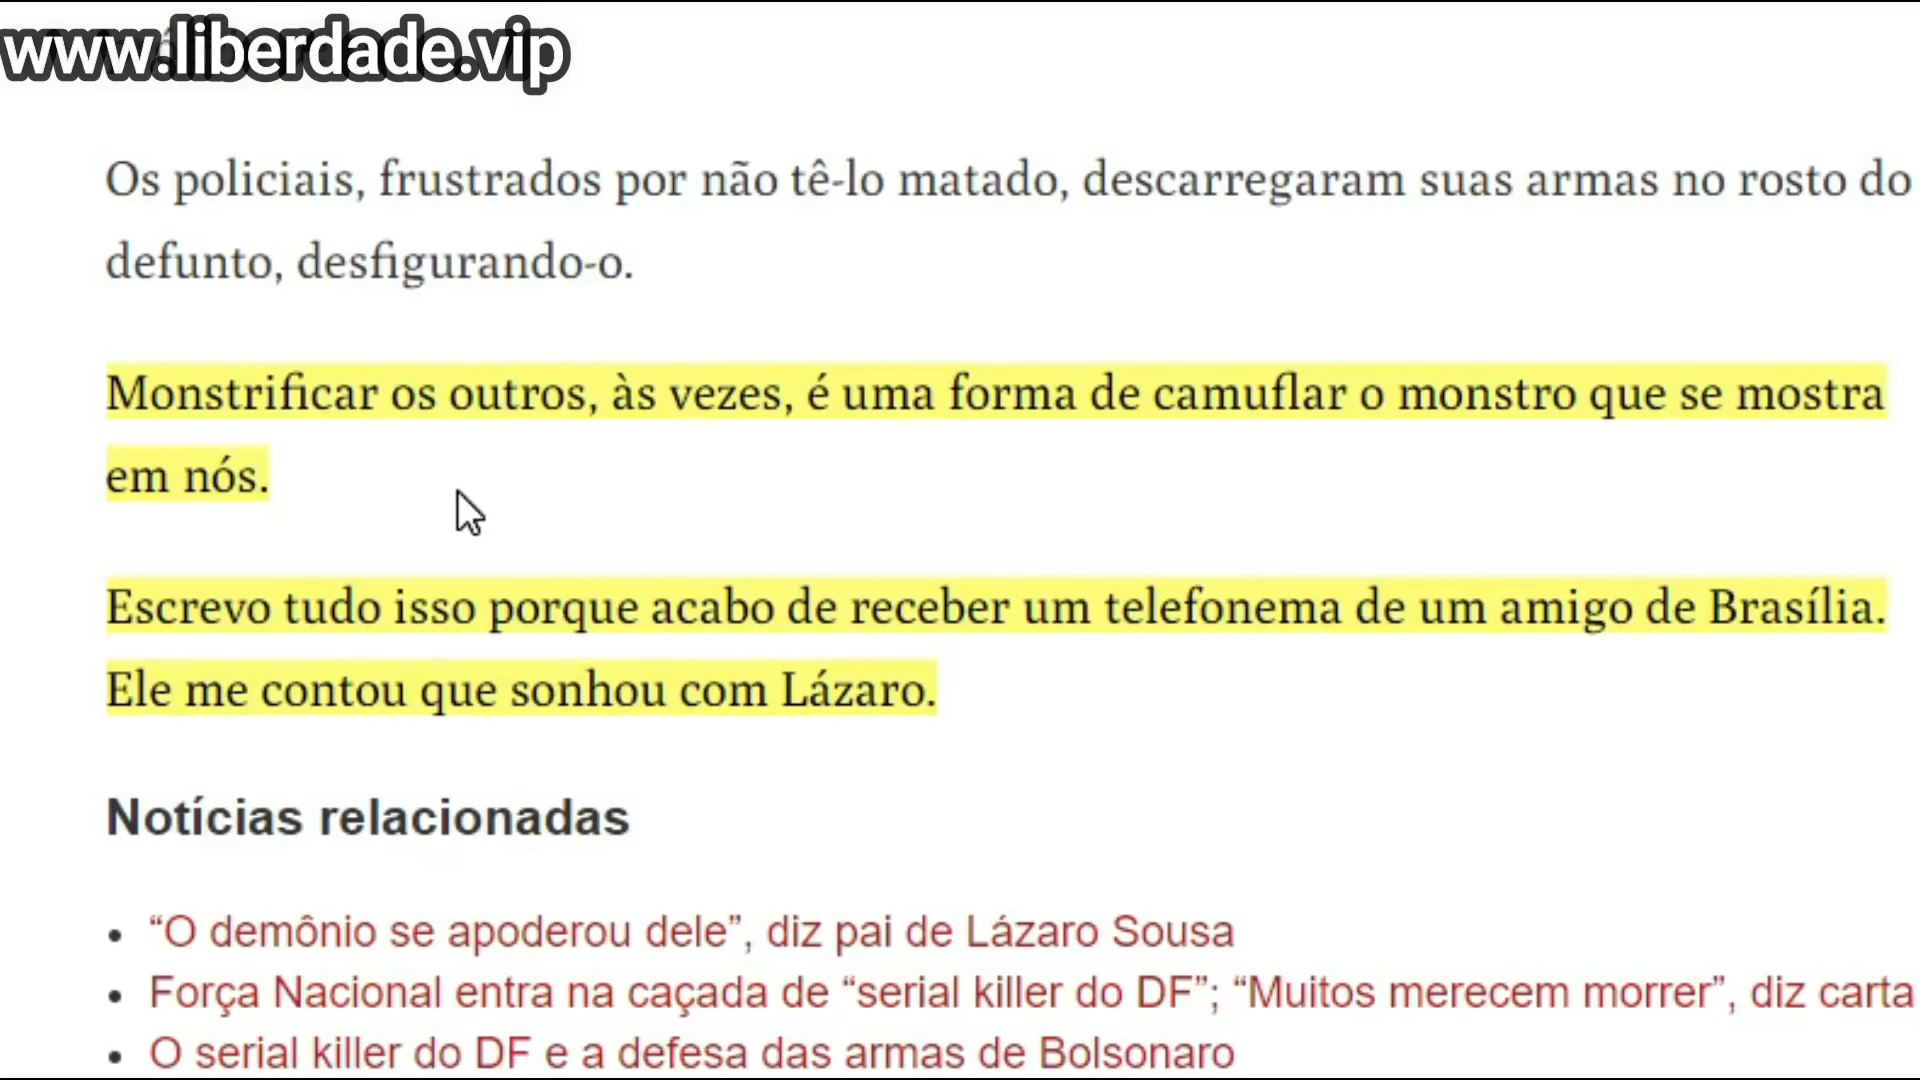 www.liberdade.vip
Os policiais, frustrados por não tê-lo matado, descarregaram suas armas no rosto do
defunto, desfigurando-o.
Monstrificar os outros, às vezes, é uma forma de camuflar o monstro que se mostra
em nós.
Escrevo tudo isso porque acabo de receber um telefonema de um amigo de Brasília.
Ele me contou que sonhou com Lázaro.
Notícias relacionadas
• “O demônio se apoderou dele”, diz pai de Lázaro Sousa
• Força Nacional entra na caçada de “serial killer do DF”; “Muitos merecem morrer”, diz carta
• O serial killer do DF e a defesa das armas de Bolsonaro